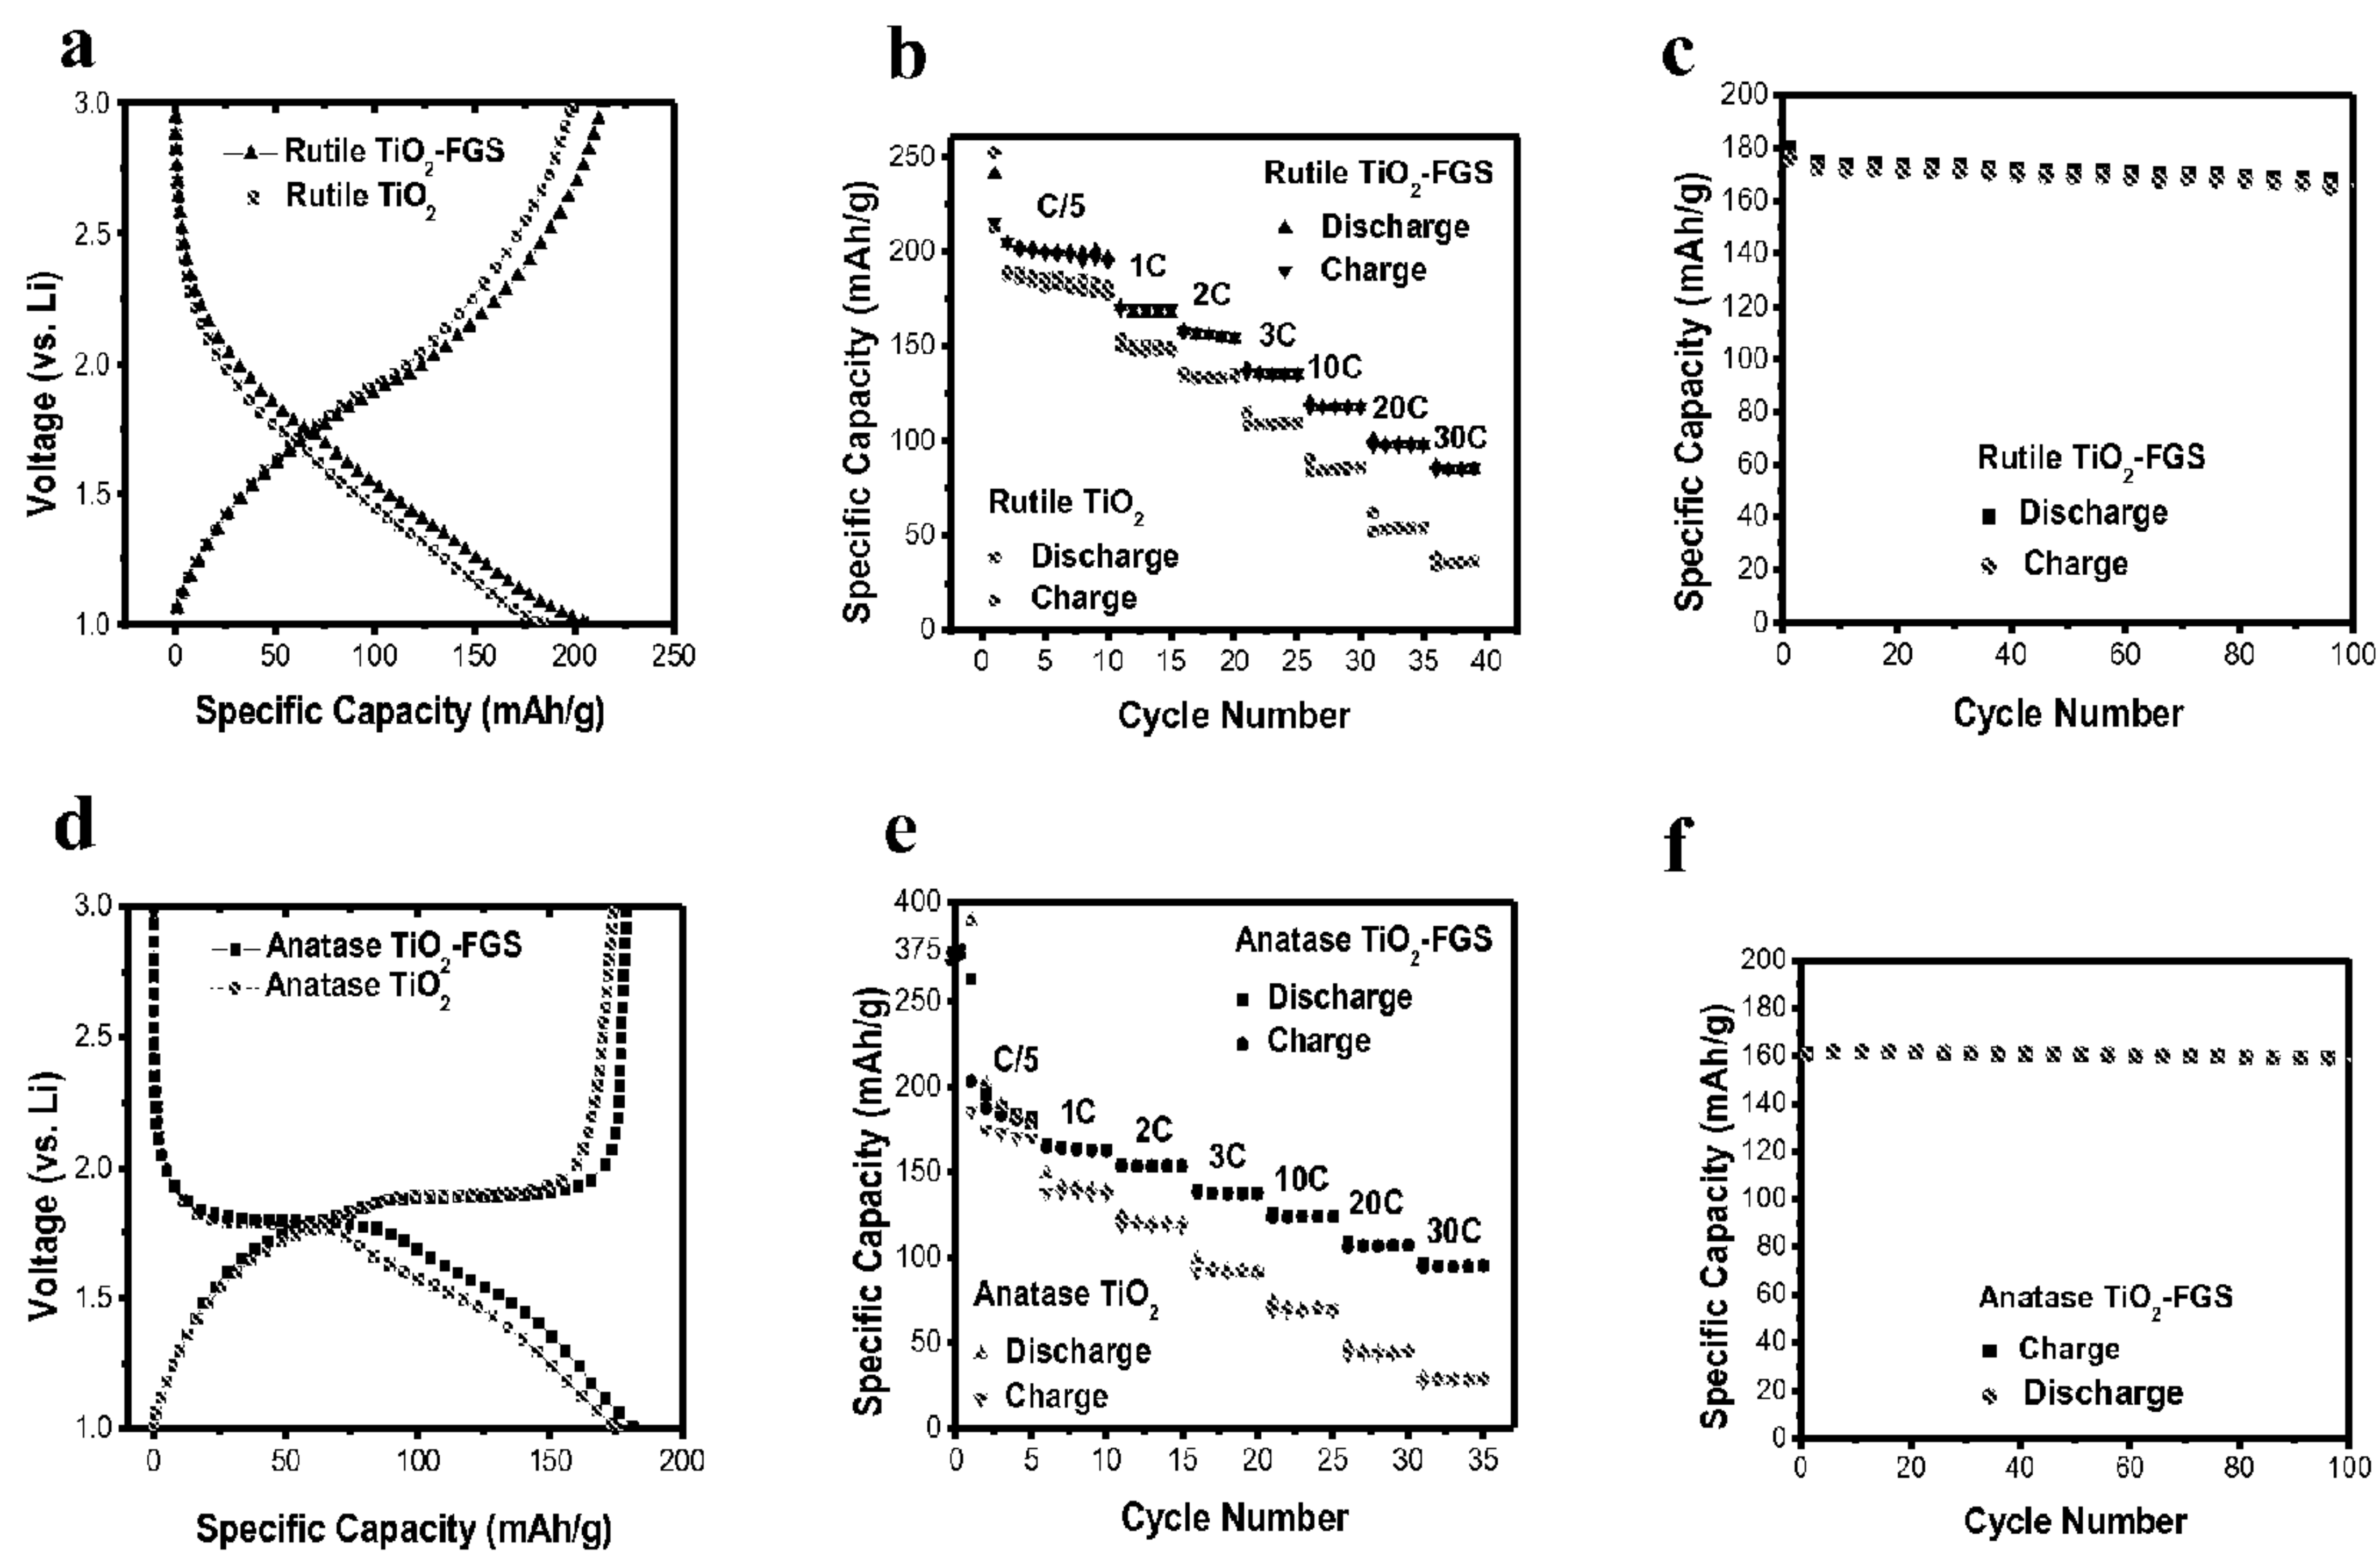 a
3.0
2.5
2.0
1.5
1.0
Voltage (vs. Li)
Rutile TiO2-FGS
Rutile TiO2
0 50 100 150 200 250
Specific Capacity (mAh/g)
b
250
200
150
100
50
0
Specific Capacity (mAh/g)
Rutile TiO2-FGS
Discharge
Charge
C/5
1C
2C
3C
10C
20C
30C
Rutile TiO2
Discharge
Charge
0 5 10 15 20 25 30 35 40
Cycle Number
c
200
180
160
140
120
100
80
60
40
20
0
Specific Capacity (mAh/g)
Rutile TiO2-FGS
Discharge
Charge
0 20 40 60 80 100
Cycle Number
d
3.0
2.5
2.0
1.5
1.0
Voltage (vs. Li)
Anatase TiO2-FGS
Anatase TiO2
0 50 100 150 200
Specific Capacity (mAh/g)
e
400
375
250
200
150
100
50
0
Specific Capacity (mAh/g)
Anatase TiO2-FGS
Discharge
Charge
C/5
1C
2C
3C
10C
20C
30C
Anatase TiO2
Discharge
Charge
0 5 10 15 20 25 30 35
Cycle Number
f
200
180
160
140
120
100
80
60
40
20
0
Specific Capacity (mAh/g)
Anatase TiO2-FGS
Charge
Discharge
0 20 40 60 80 100
Cycle Number